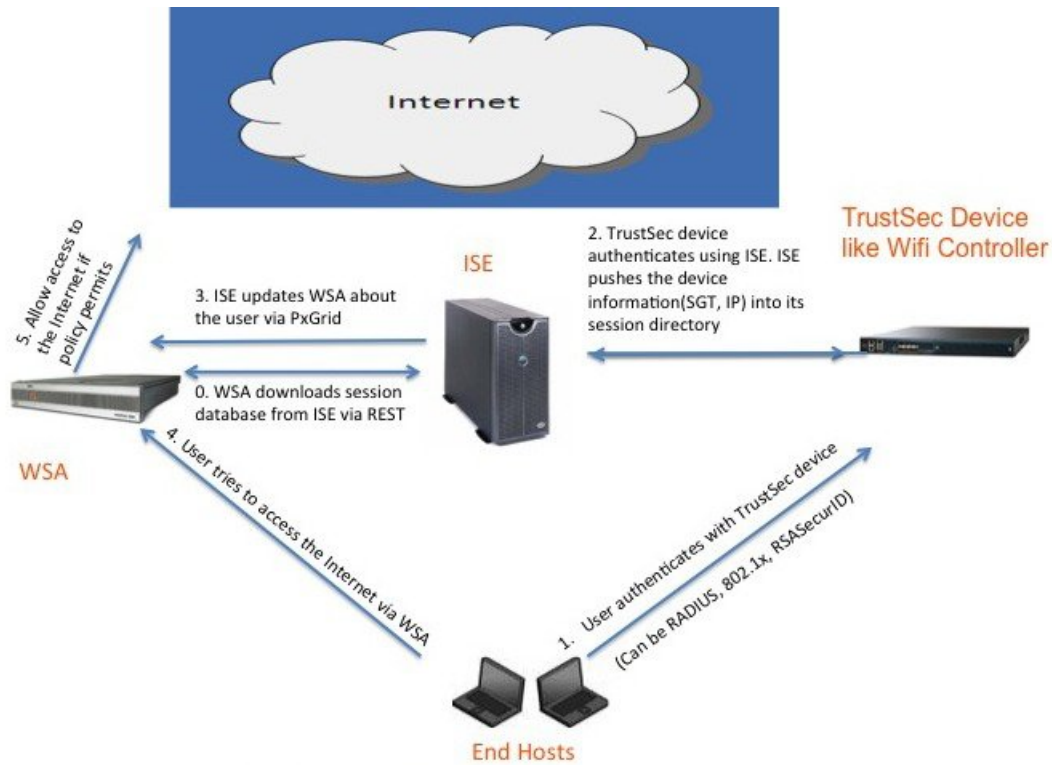 Internet
TrustSec Device
like Wifi Controller
2. TrustSec device
authenticates using ISE. ISE
pushes the device
information(SGT, IP) into its
session directory
ISE
5. Allow access to
the Internet if
policy permits
3. ISE updates WSA about
the user via PxGrid
0. WSA downloads session
database from ISE via REST
WSA
4. User tries to access the Internet via WSA
1. User authenticates with TrustSec device
(Can be RADIUS, 802.1x, RSASecurID)
End Hosts